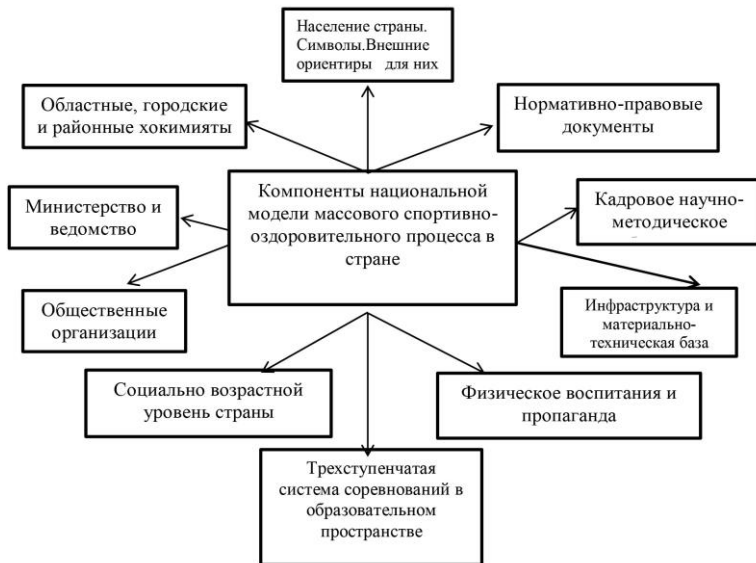 Население страны.
Символы.Внешние
ориентиры для них
Областные, городские
и районные хокимияты
Нормативно-правовые
документы
Компоненты национальной
модели массового спортивно-
оздоровительного процесса в
стране
Министерство и
ведомство
Кадровое научно-
методическое
Общественные
организации
Инфраструктура и
материально-
техническая база
Социально возрастной
уровень страны
Физическое воспитания и
пропаганда
Трехступенчатая
система соревнований в
образовательном
пространстве